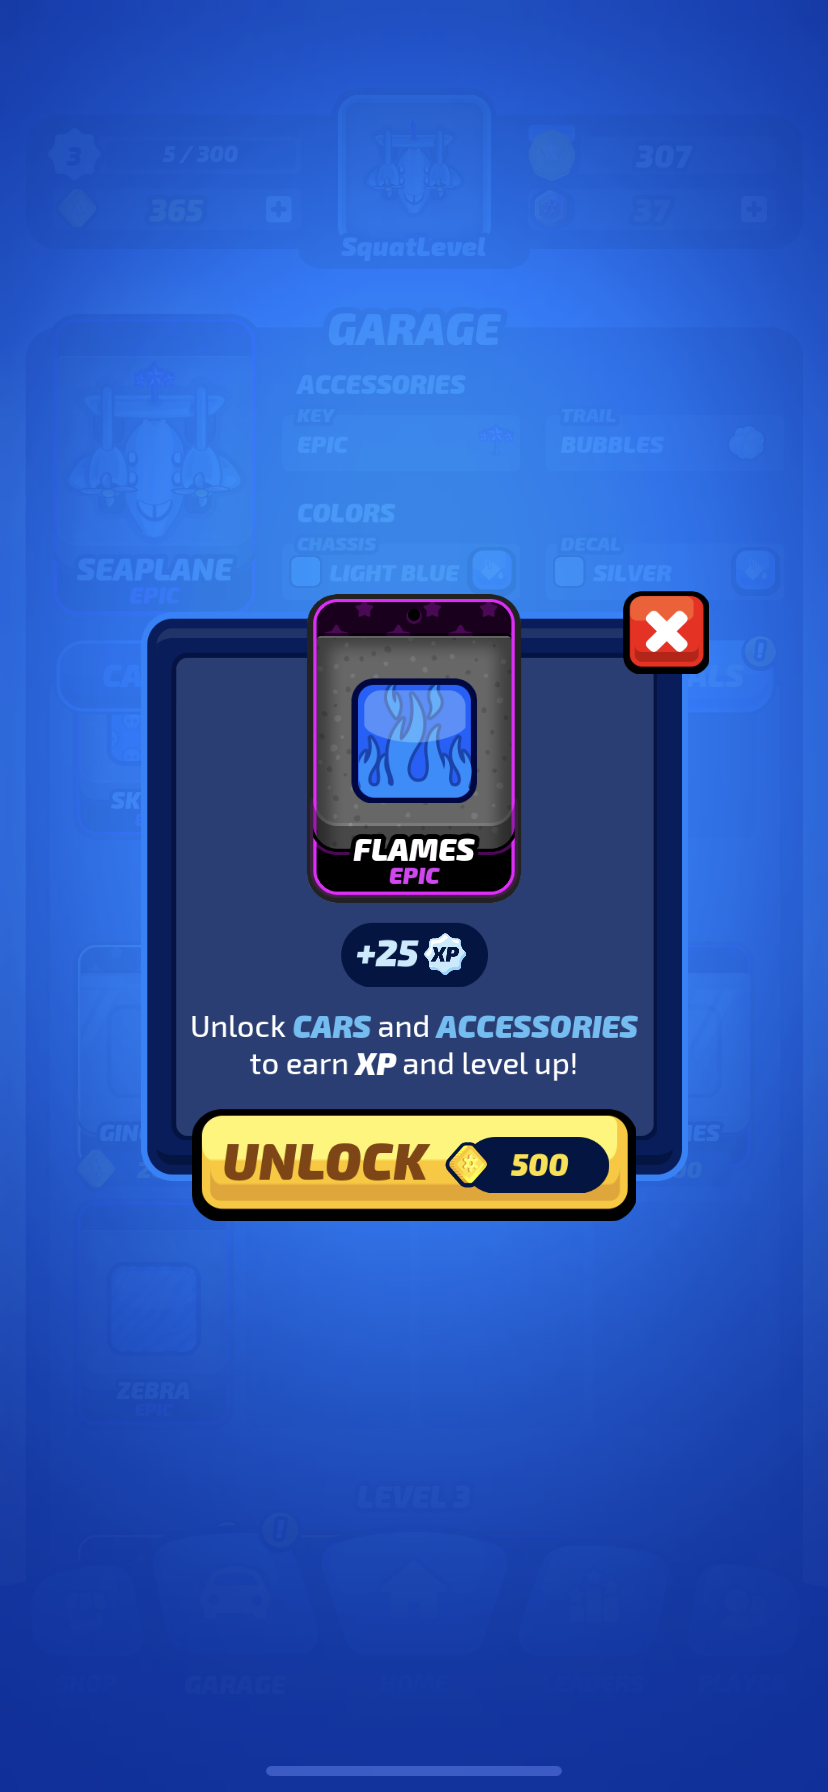 3
5 / 300
307
365
37
SquatLevel
GARAGE
ACCESSORIES
KEY
TRAIL
EPIC
BUBBLES
COLORS
CHASSIS
DECAL
LIGHT BLUE
SILVER
SEAPLANE
EPIC
FLAMES
EPIC
+25 XP
Unlock CARS and ACCESSORIES
to earn XP and level up!
UNLOCK 500
ZEBRA
EPIC
LEVEL 3
GARAGE